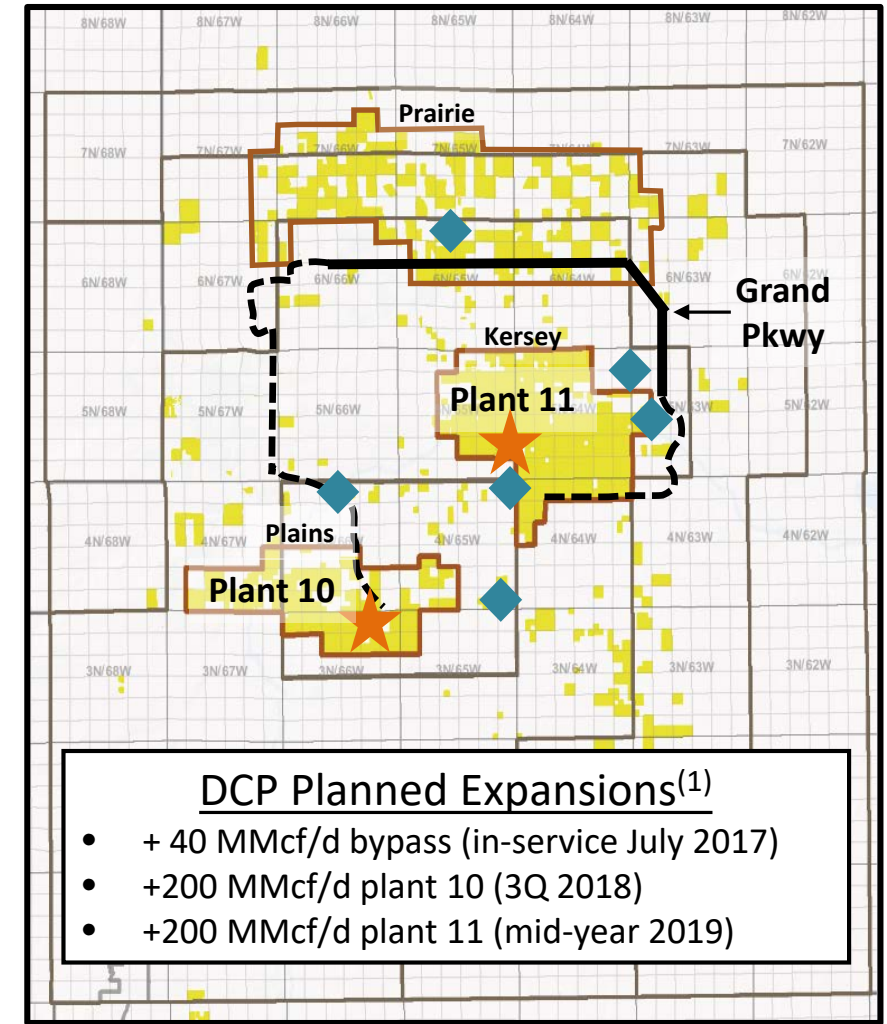 8N/68W 8N/67W 8N/66W 8N/65W 8N/64W 8N/63W 8N/62W
Prairie
7N/68W 7N/67W 7N/66W 7N/65W 7N/64W 7N/63W 7N/62W
6N/68W 6N/67W 6N/66W 6N/65W 6N/64W 6N/63W 6N/62W
Grand
Pkwy
Kersey
Plant 11
5N/68W 5N/67W 5N/66W 5N/63W 5N/62W
Plains
4N/68W 4N/67W 4N/65W 4N/64W 4N/63W 4N/62W
Plant 10
3N/68W 3N/67W 3N/66W 3N/65W 3N/64W 3N/63W 3N/62W
DCP Planned Expansions(1)
• + 40 MMcf/d bypass (in-service July 2017)
• +200 MMcf/d plant 10 (3Q 2018)
• +200 MMcf/d plant 11 (mid-year 2019)